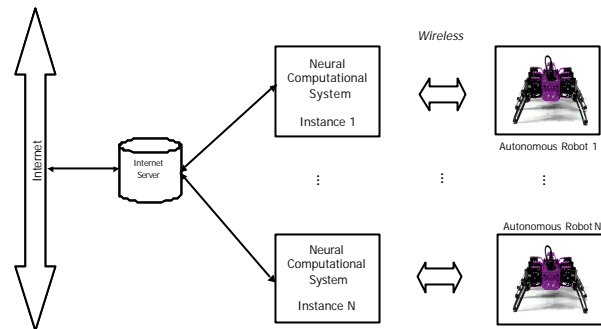 Internet
Internet
Server
Neural
Computational
System
Instance 1
Wireless
Autonomous Robot 1
⋮ ⋮ ⋮
Neural
Computational
System
Instance N
Autonomous Robot N